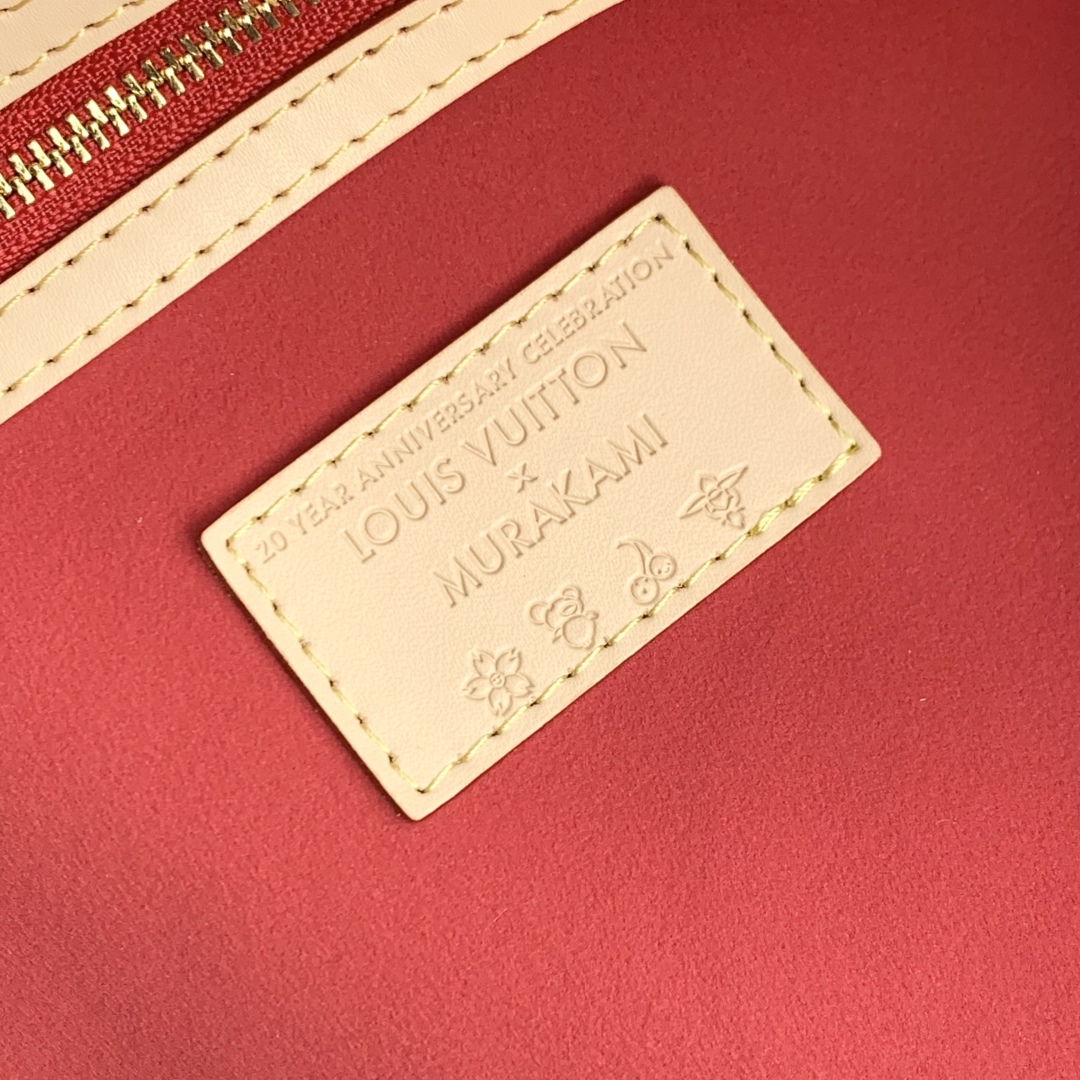 20 YEAR ANNIVERSARY CELEBRATION
LOUIS VUITTON
x
MURAKAMI